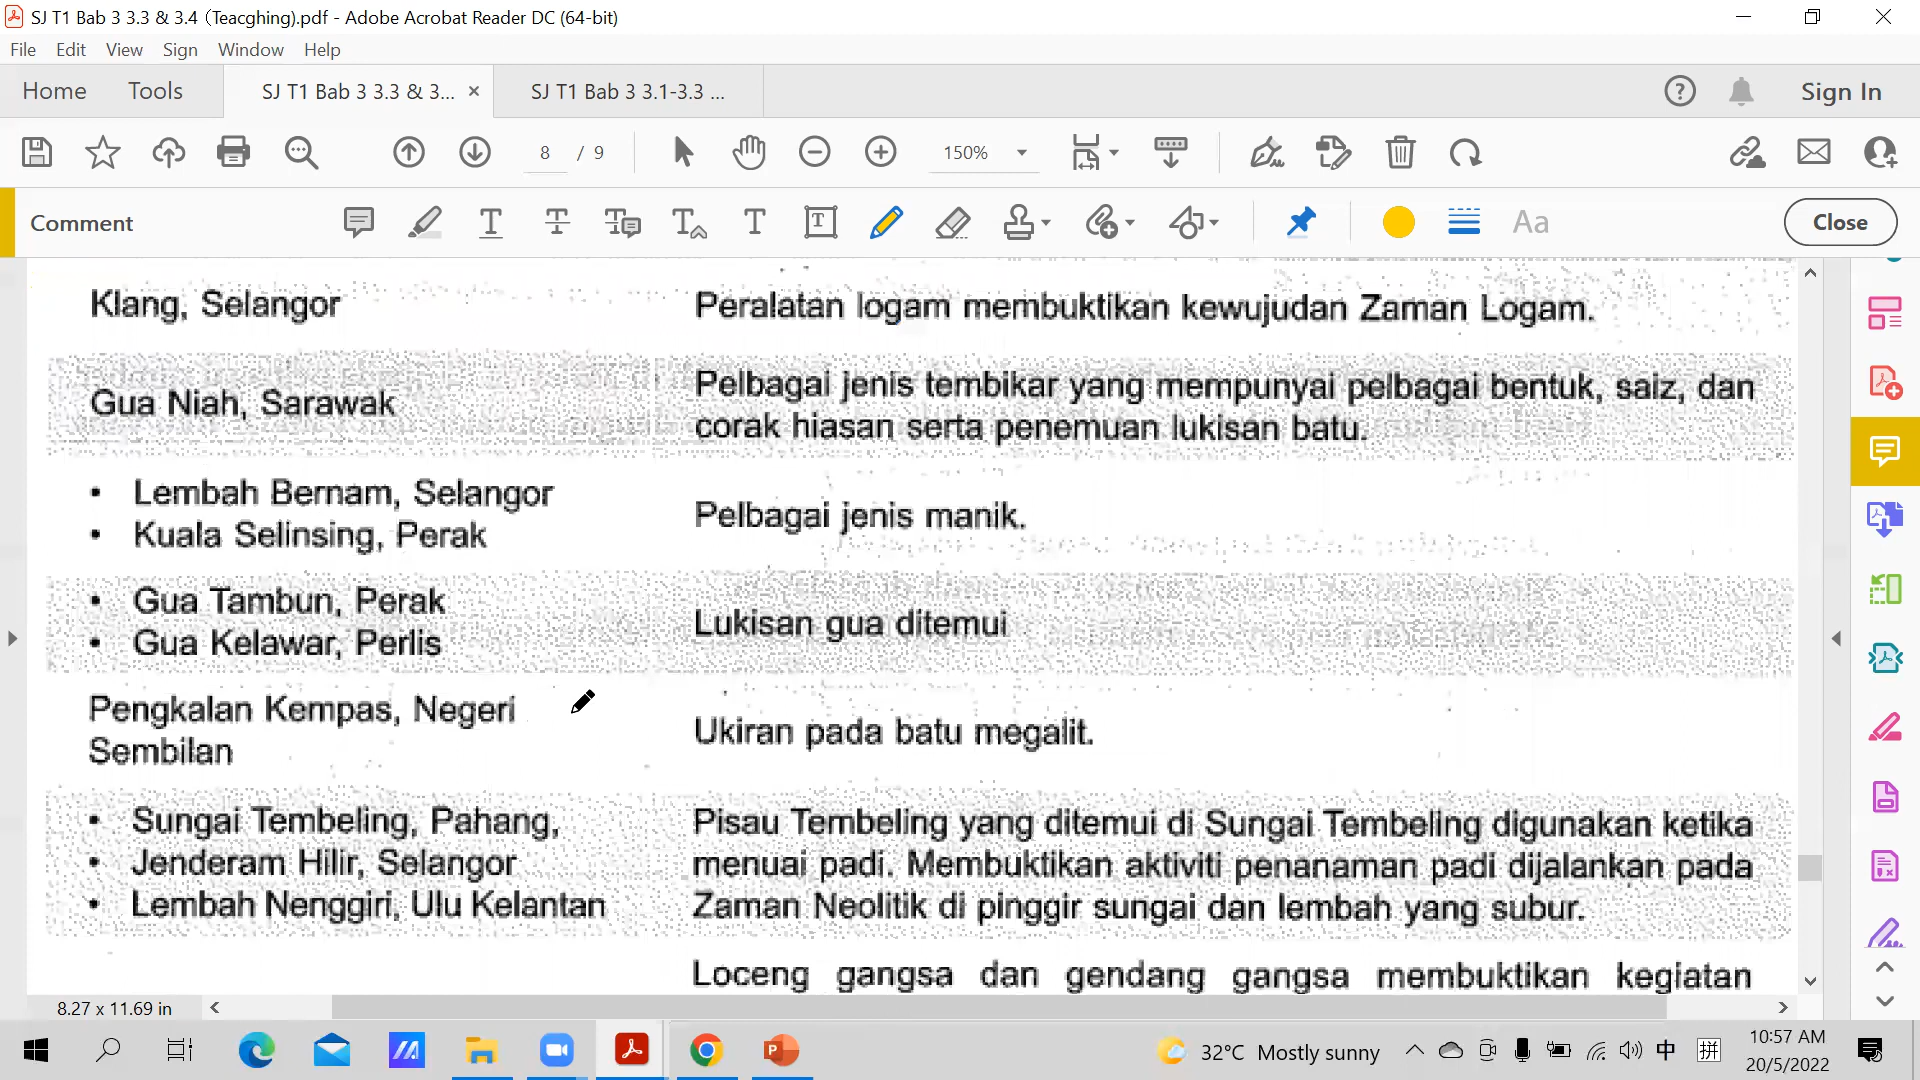 SJ T1 Bab 3 3.3 & 3.4 (Teacghing).pdf - Adobe Acrobat Reader DC (64-bit)
File Edit View Sign Window Help
Home Tools SJ T1 Bab 3 3.3 & 3... × SJ T1 Bab 3 3.1-3.3 ... Sign In
8 / 9 150%
Comment Aa Close
Klang, Selangor
Peralatan logam membuktikan kewujudan Zaman Logam.
Gua Niah, Sarawak
Pelbagai jenis tembikar yang mempunyai pelbagai bentuk, saiz, dan
corak hiasan serta penemuan lukisan batu.
• Lembah Bernam, Selangor
• Kuala Selinsing, Perak
Pelbagai jenis manik.
• Gua Tambun, Perak
• Gua Kelawar, Perlis
Lukisan gua ditemui
Pengkalan Kempas, Negeri
Sembilan
Ukiran pada batu megalit.
• Sungai Tembeling, Pahang,
• Jenderam Hilir, Selangor
• Lembah Nenggiri, Ulu Kelantan
Pisau Tembeling yang ditemui di Sungai Tembeling digunakan ketika
menuai padi. Membuktikan aktiviti penanaman padi dijalankan pada
Zaman Neolitik di pinggir sungai dan lembah yang subur.
Loceng gangsa dan gendang gangsa membuktikan kegiatan
8.27 x 11.69 in
32°C Mostly sunny 中 拼 10:57 AM
20/5/2022